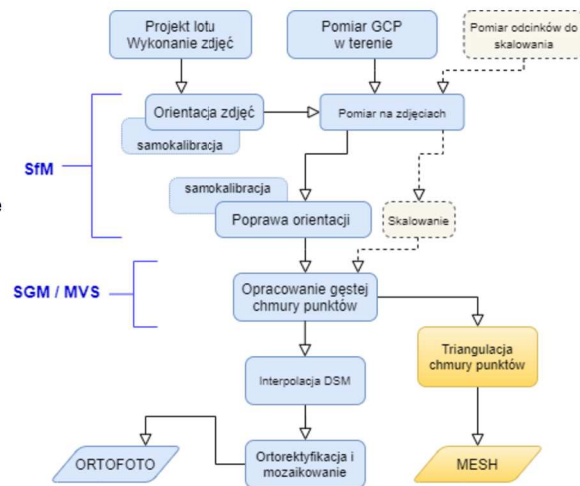 Projekt lotu
Wykonanie zdjęć
Pomiar GCP
w terenie
Pomiar odcinków do
skalowania
Orientacja zdjęć
samokalibracja
Pomiar na zdjęciach
SfM
e
samokalibracja
Poprawa orientacji
Skalowanie
SGM / MVS
Opracowanie gęstej
chmury punktów
Triangulacja
chmury punktów
Interpolacja DSM
ORTOFOTO
Ortorektyfikacja i
mozaikowanie
MESH